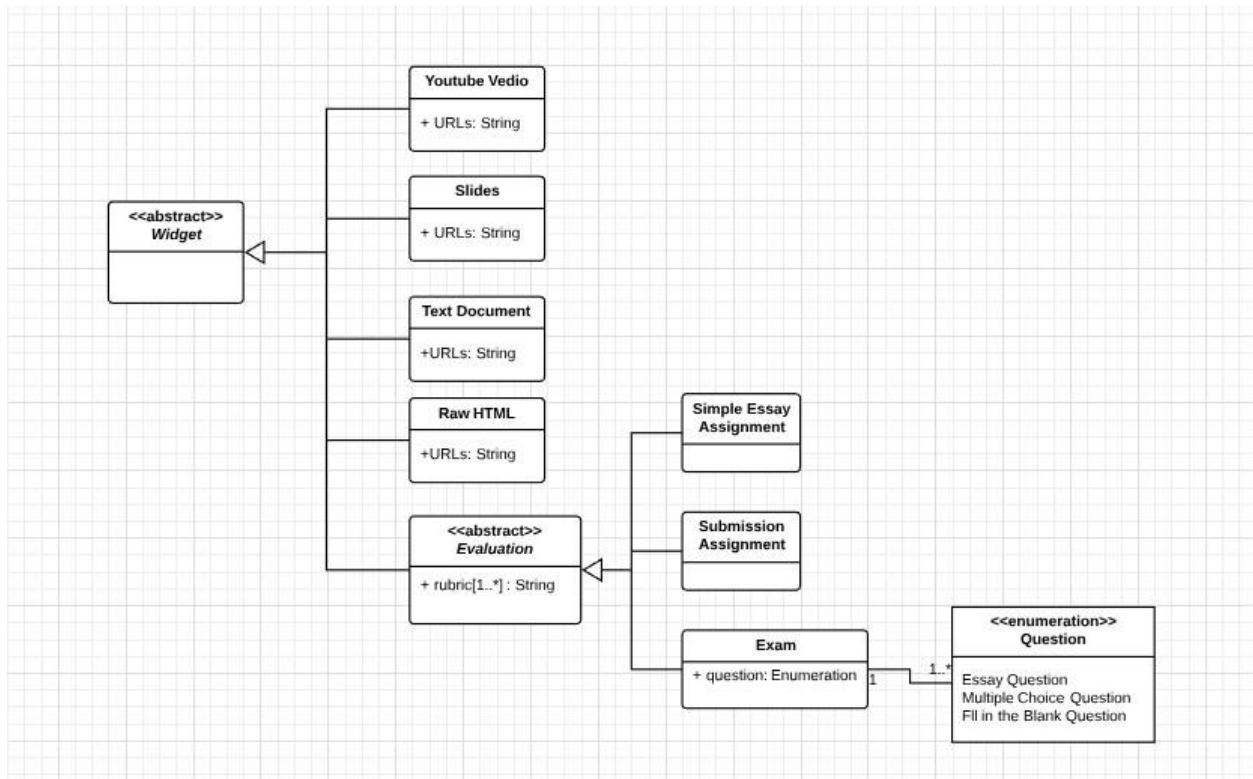 Youtube Vedio
+ URLs: String
Slides
+ URLs: String
<<abstract>>
Widget
Text Document
+URLs: String
Raw HTML
+URLs: String
<<abstract>>
Evaluation
+ rubric[1..*] : String
Simple Essay
Assignment
Submission
Assignment
Exam
+ question: Enumeration
1
1..*
<<enumeration>>
Question
Essay Question
Multiple Choice Question
Fll in the Blank Question